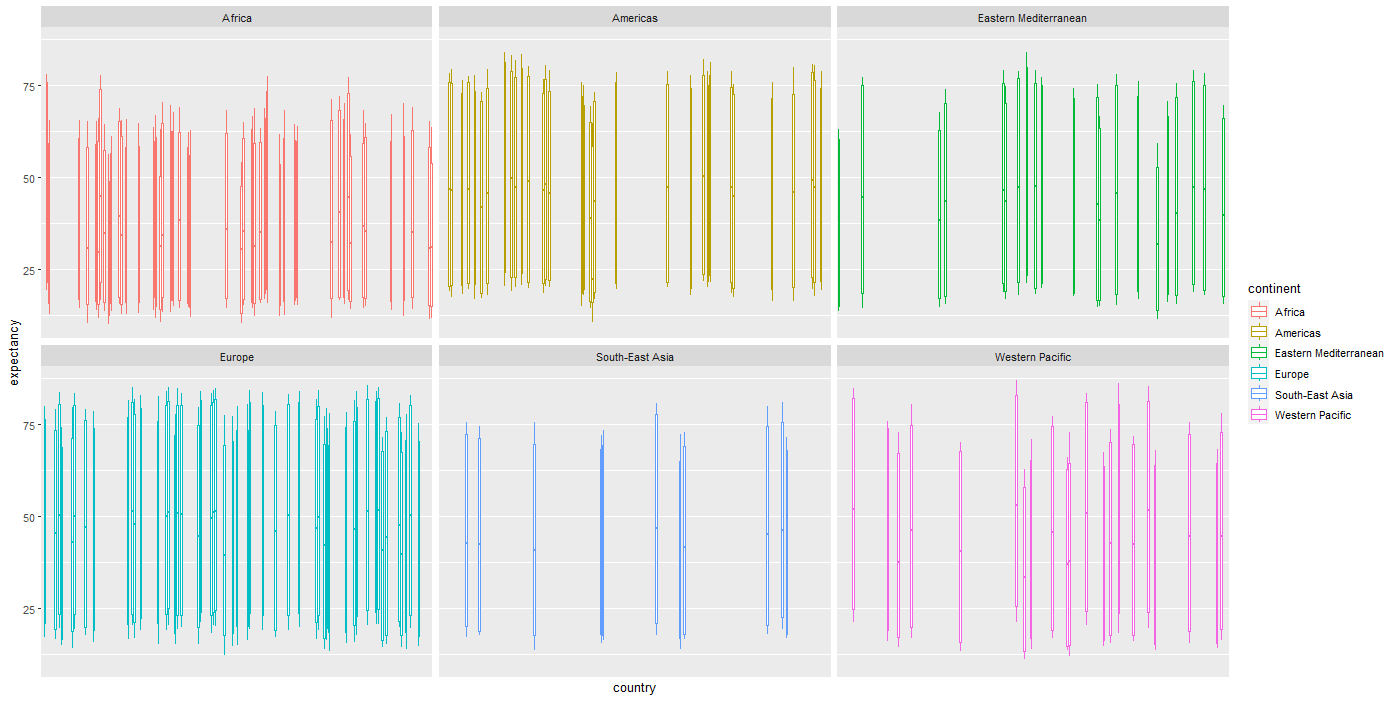 Africa
Americas
Eastern Mediterranean
75
50
25
Europe
South-East Asia
Western Pacific
75
50
25
expectancy
country
continent
Africa
Americas
Eastern Mediterranean
Europe
South-East Asia
Western Pacific